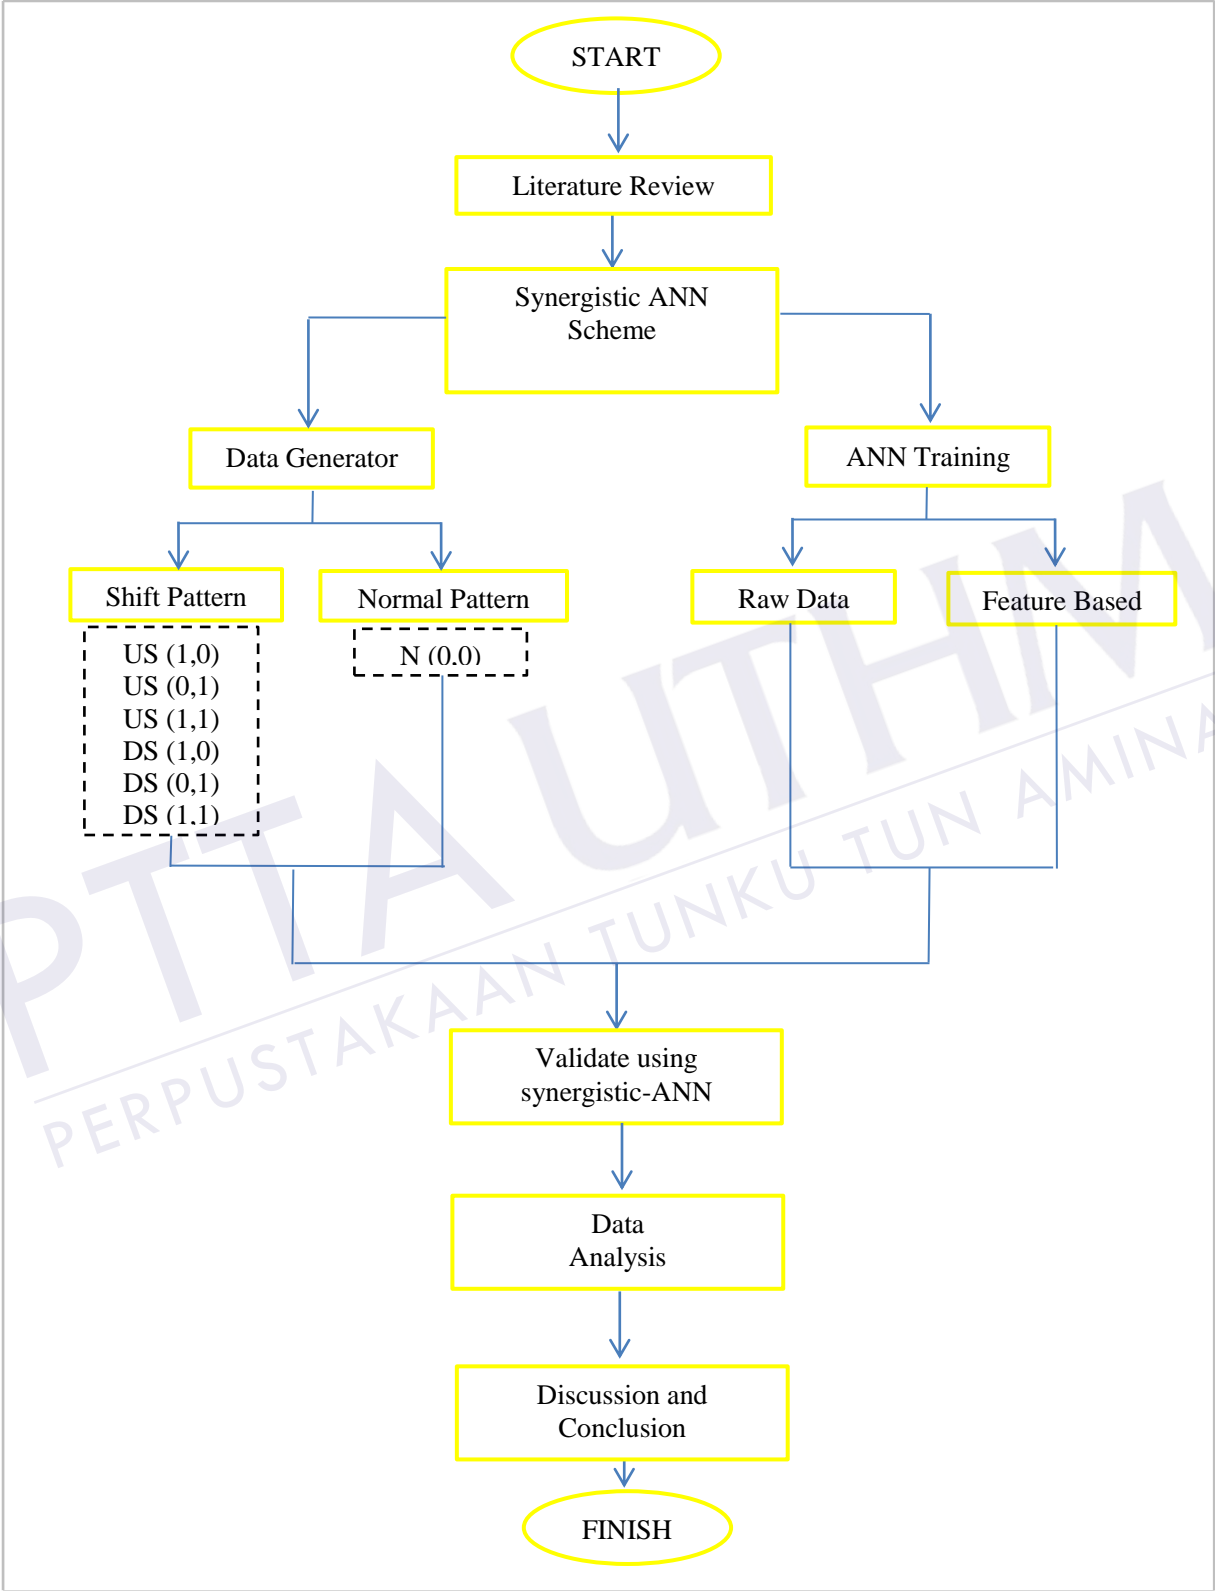 START
Literature Review
Synergistic ANN
Scheme
Data Generator
ANN Training
Shift Pattern
Normal Pattern
Raw Data
Feature Based
US (1,0)
US (0,1)
US (1,1)
DS (1,0)
DS (0,1)
DS (1,1)
N (0,0)
Validate using
synergistic-ANN
Data
Analysis
Discussion and
Conclusion
FINISH
PTTA UTHM
PERPUSTAKAAN TUNKU TUN AMINA